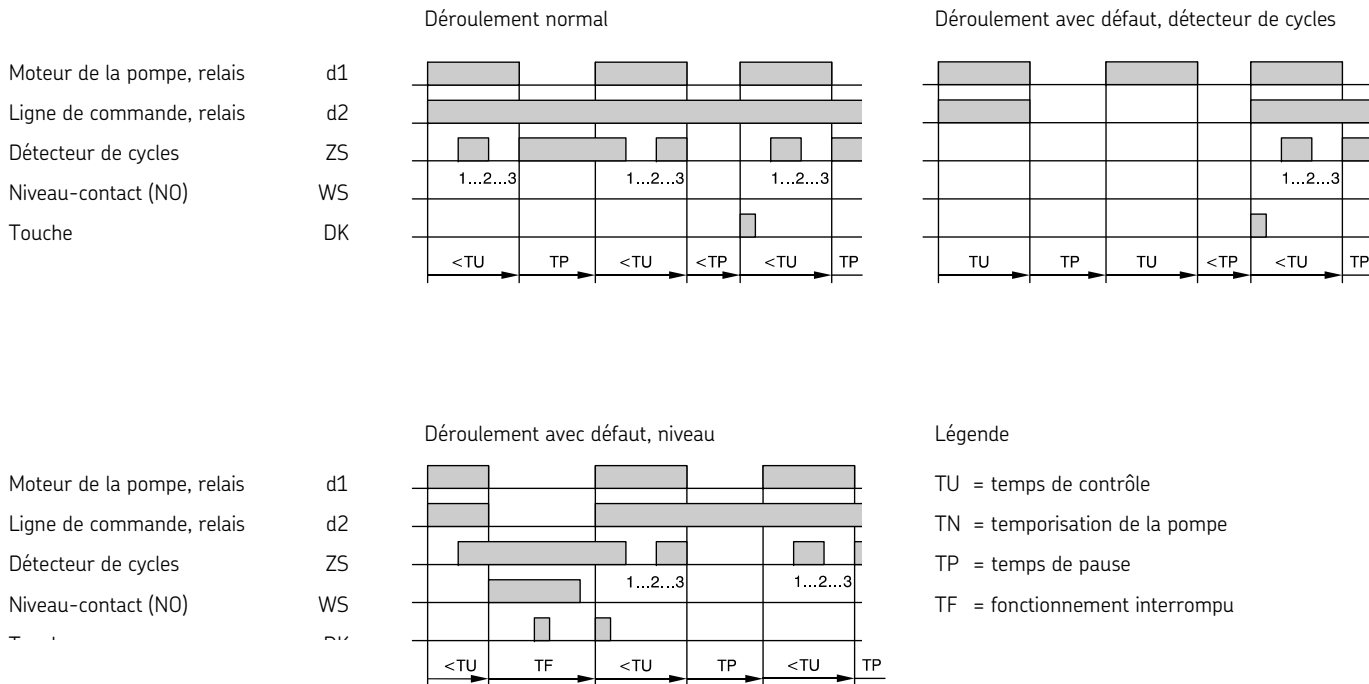 Déroulement normal
Déroulement avec défaut, détecteur de cycles
Moteur de la pompe, relais d1
Ligne de commande, relais d2
Détecteur de cycles ZS
1...2...3 1...2...3 1...2...3 1...2...3
Niveau-contact (NO) WS
Touche DK
<TU TP <TU <TP <TU TP
TU TP TU <TP <TU TP
Déroulement avec défaut, niveau
Légende
Moteur de la pompe, relais d1
TU = temps de contrôle
Ligne de commande, relais d2
TN = temporisation de la pompe
Détecteur de cycles ZS
TP = temps de pause
1...2...3 1...2...3
Niveau-contact (NO) WS
TF = fonctionnement interrompu
<TU TF <TU TP <TU TP